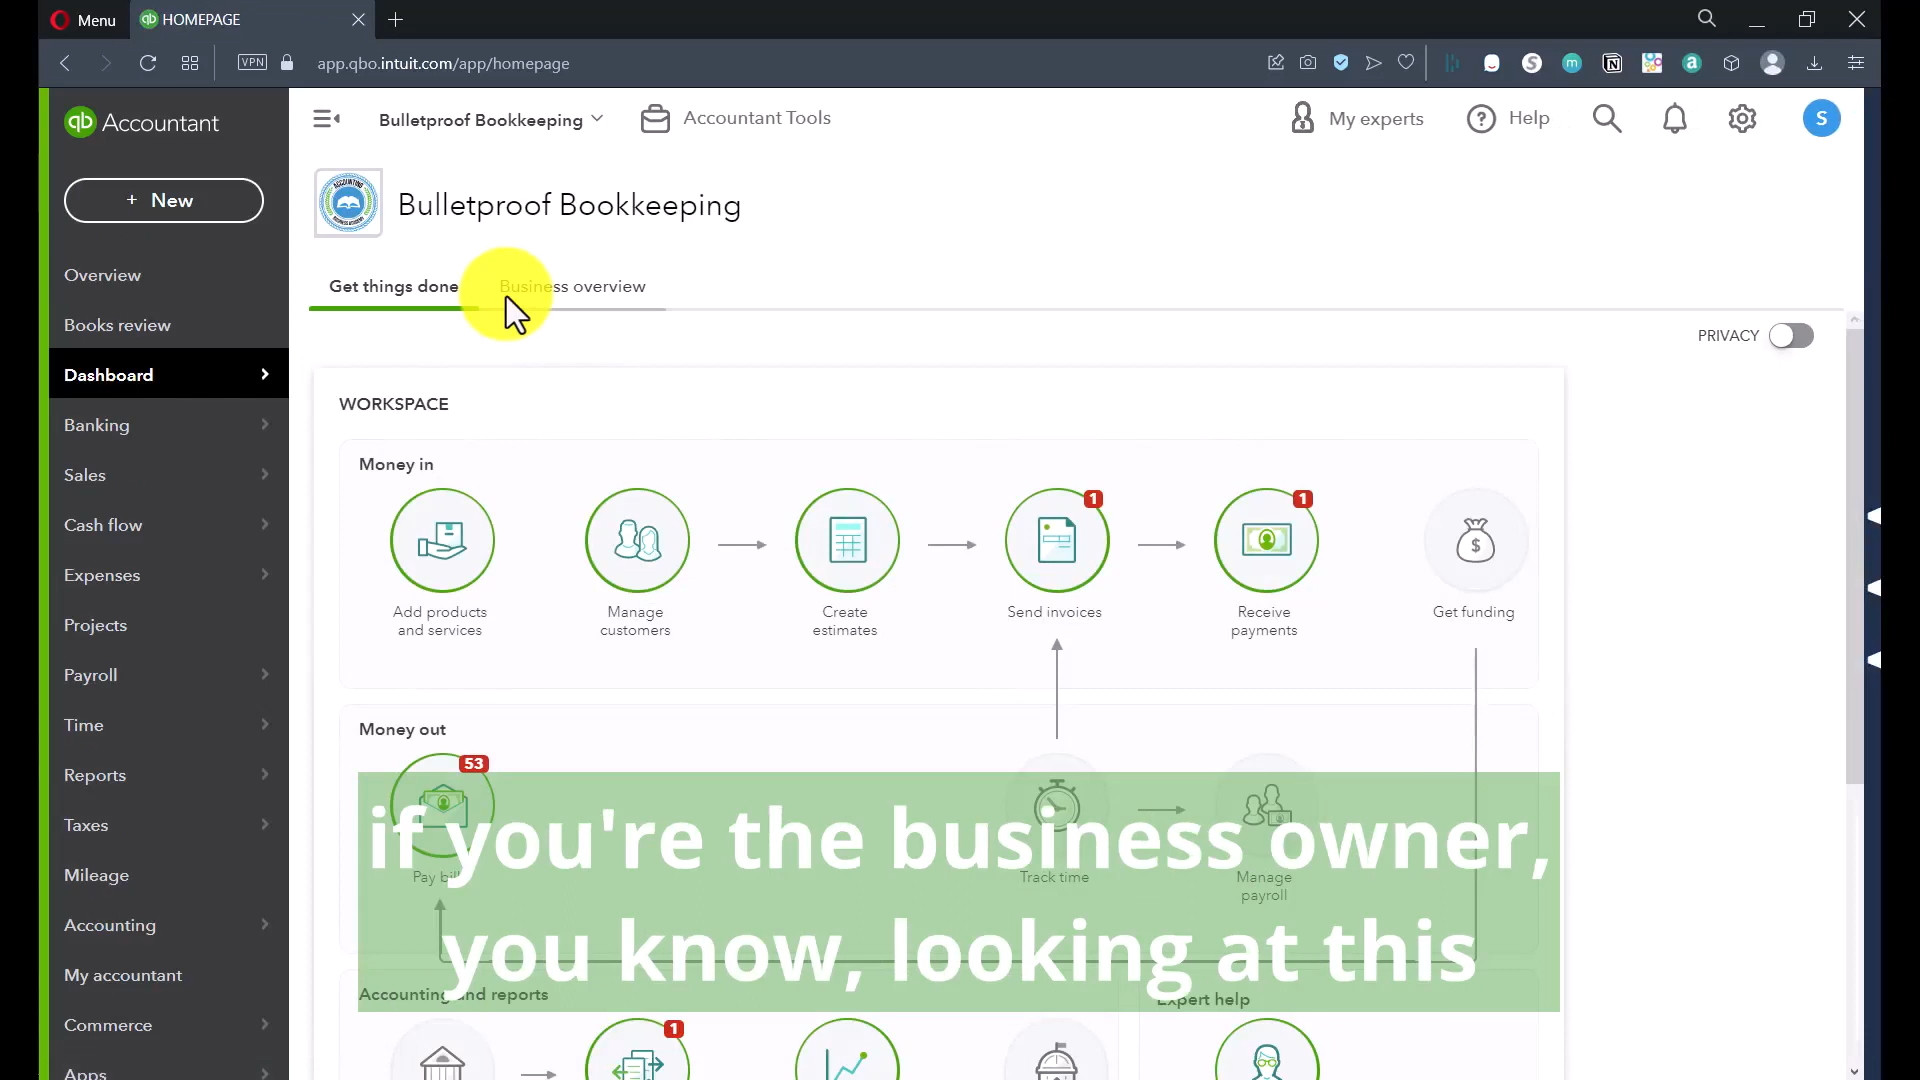 Menu
HOMEPAGE
VPN
app.qbo.intuit.com/app/homepage
qb Accountant
Bulletproof Bookkeeping
Accountant Tools
My experts
Help
S
+ New
Bulletproof Bookkeeping
Overview
Books review
Dashboard
Banking
Sales
Cash flow
Expenses
Projects
Payroll
Time
Reports
Taxes
Mileage
Accounting
My accountant
Commerce
Apps
Get things done
Business overview
PRIVACY
WORKSPACE
Money in
1
1
Add products
and services
Manage
customers
Create
estimates
Send invoices
Receive
payments
Get funding
Money out
53
Pay bill
Track time
Manage
payroll
if you're the business owner,
you know, looking at this
Accounting and reports
Expert help
1